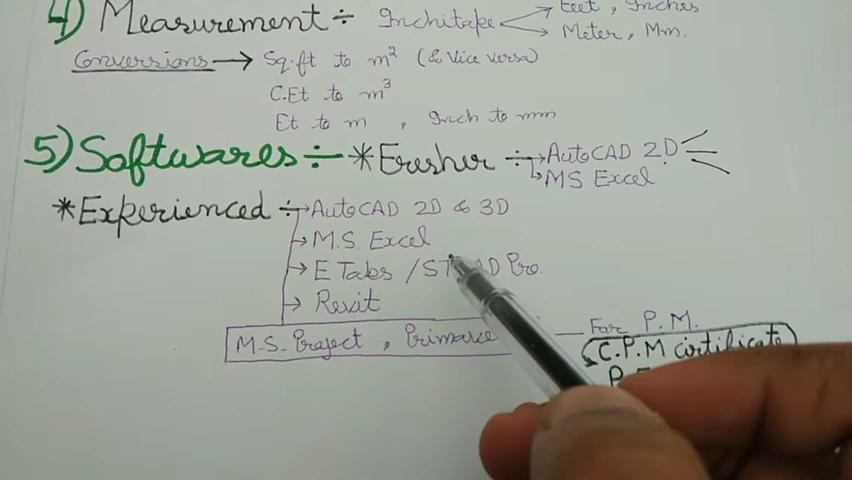 4) Measurement ÷ Inchitape Feet, Inches
Meter, Mm.
Conversions → Sq.ft to m² (& Vice versa)
C.Ft to m³
Ft to m , Inch to mm
5) Softwares ÷ *Fresher ÷ AutoCAD 2D
MS Excel
*Experienced ÷ AutoCAD 2D & 3D
→ M.S. Excel
→ E Tabs / STAAD Pro.
→ Revit
M.S. Project , — For P.M.
C.P.M cirtilicate